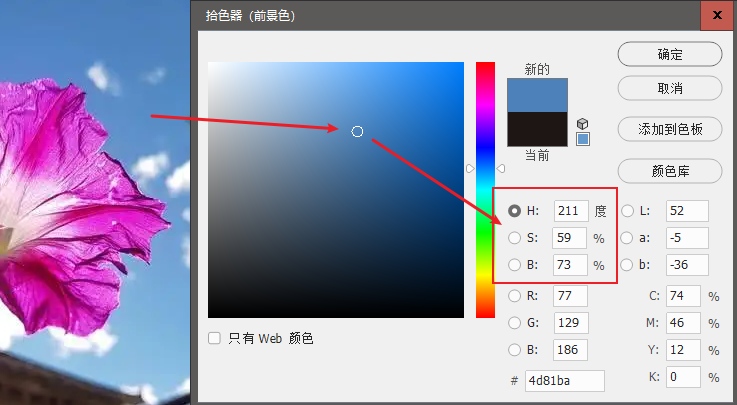 拾色器 (前景色)
x
新的
当前
确定
取消
添加到色板
颜色库
H: 211 度
S: 59 %
B: 73 %
R: 77
G: 129
B: 186
# 4d81ba
L: 52
a: -5
b: -36
C: 74 %
M: 46 %
Y: 12 %
K: 0 %
只有 Web 颜色